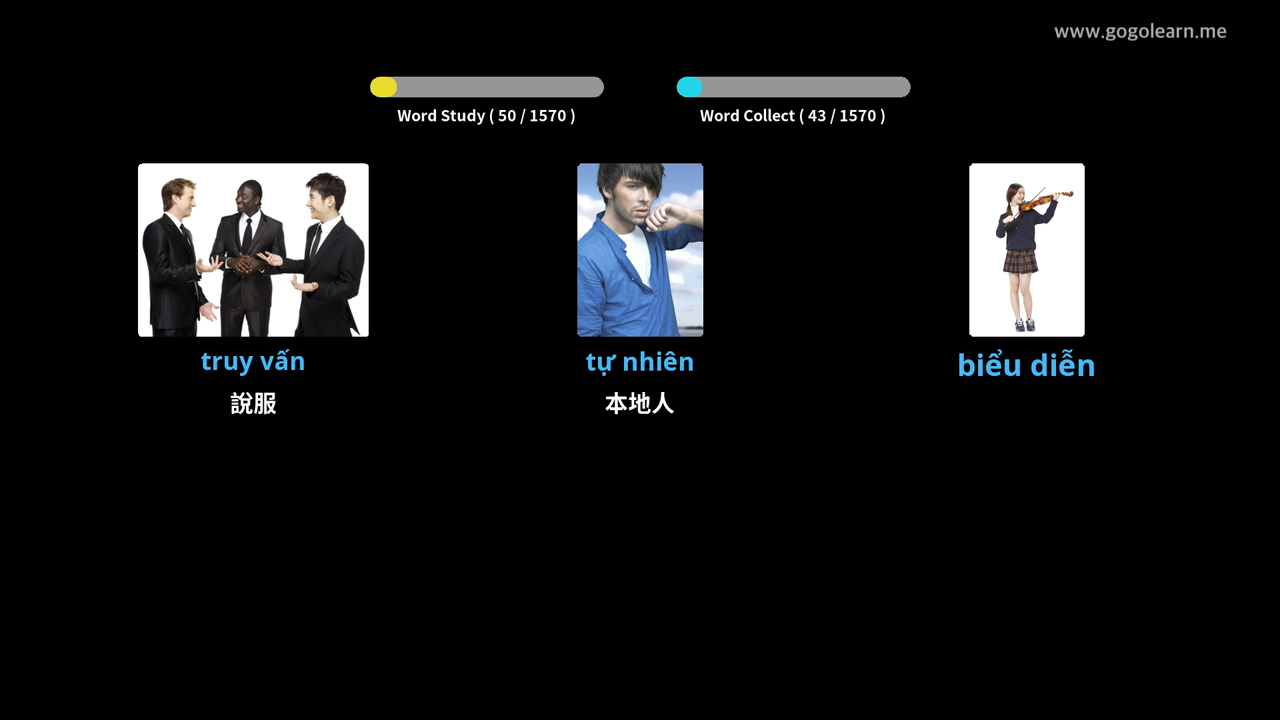 www.gogolearn.me
Word Study ( 50 / 1570 )
Word Collect ( 43 / 1570 )
truy vấn
tự nhiên
biểu diễn
說服
本地人